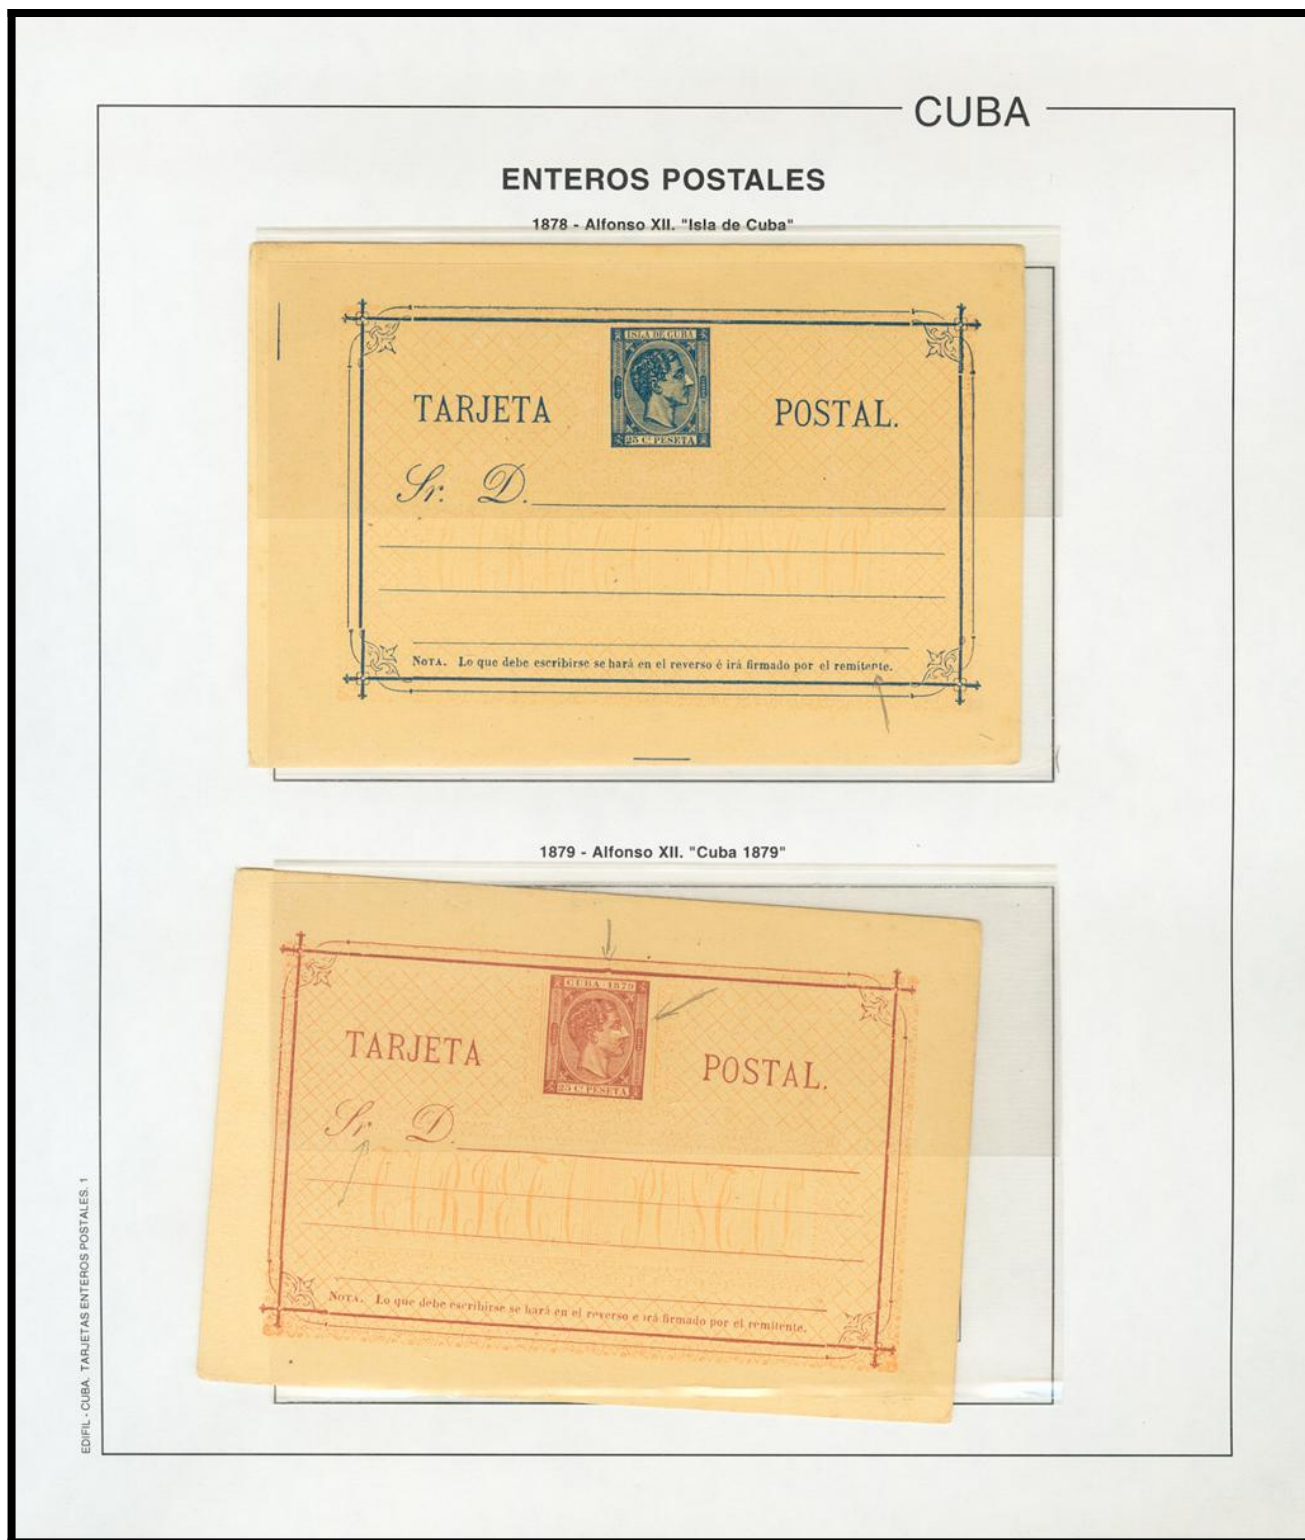 CUBA
ENTEROS POSTALES
1878 - Alfonso XII. "Isla de Cuba"
ISLA DE CUBA
TARJETA POSTAL.
25 Cs PESETA
Sr. D.
NOTA. Lo que debe escribirse se hará en el reverso é irá firmado por el remitente.
1879 - Alfonso XII. "Cuba 1879"
CUBA 1879
TARJETA POSTAL.
25 Cs PESETA
Sr. D.
NOTA. Lo que debe escribirse se hará en el reverso e irá firmado por el remitente.
EDIFIL - CUBA. TARJETAS ENTEROS POSTALES. 1